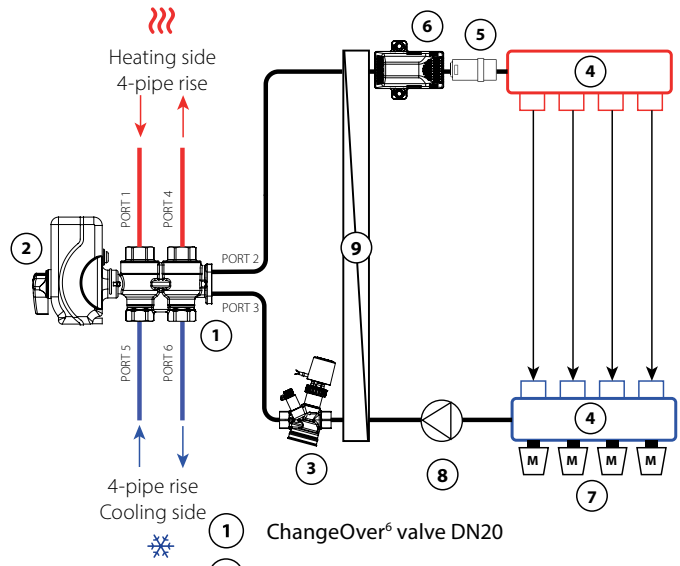 Heating side
4-pipe rise
6
5
4
PORT 1
PORT 4
2
PORT 2
9
PORT 3
1
PORT 5
PORT 6
3
8
4
M M M M
7
4-pipe rise
Cooling side
1 ChangeOver⁶ valve DN20